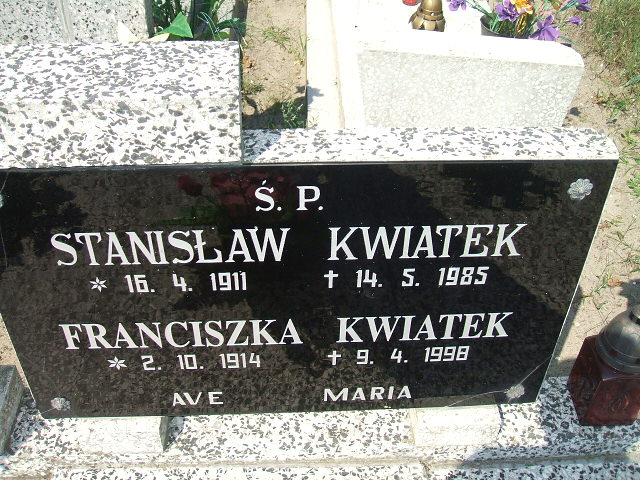 Ś. P.
STANISŁAW KWIATEK
* 16. 4. 1911 † 14. 5. 1985
FRANCISZKA KWIATEK
* 2. 10. 1914 † 9. 4. 1998
AVE MARIA